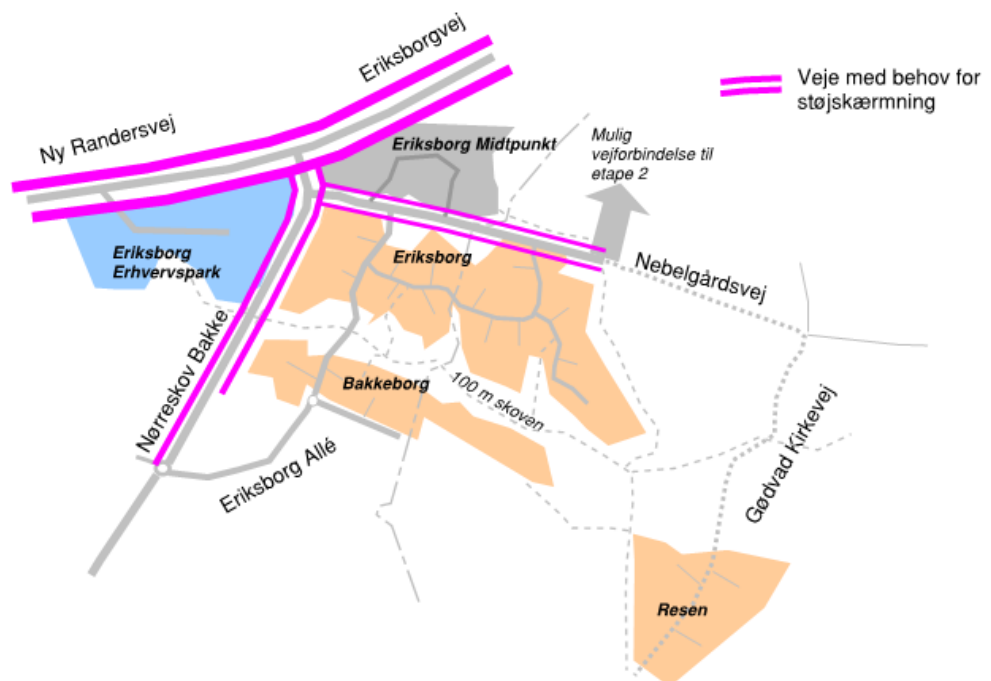 Eriksborgvej
Ny Randersvej
Veje med behov for
støjskærmning
Eriksborg Midtpunkt
Mulig
vejforbindelse til
etape 2
Eriksborg
Erhvervspark
Eriksborg
Nebelgårdsvej
Nørreskov Bakke
Bakkeborg
100 m skoven
Eriksborg Allé
Gødvad Kirkevej
Resen